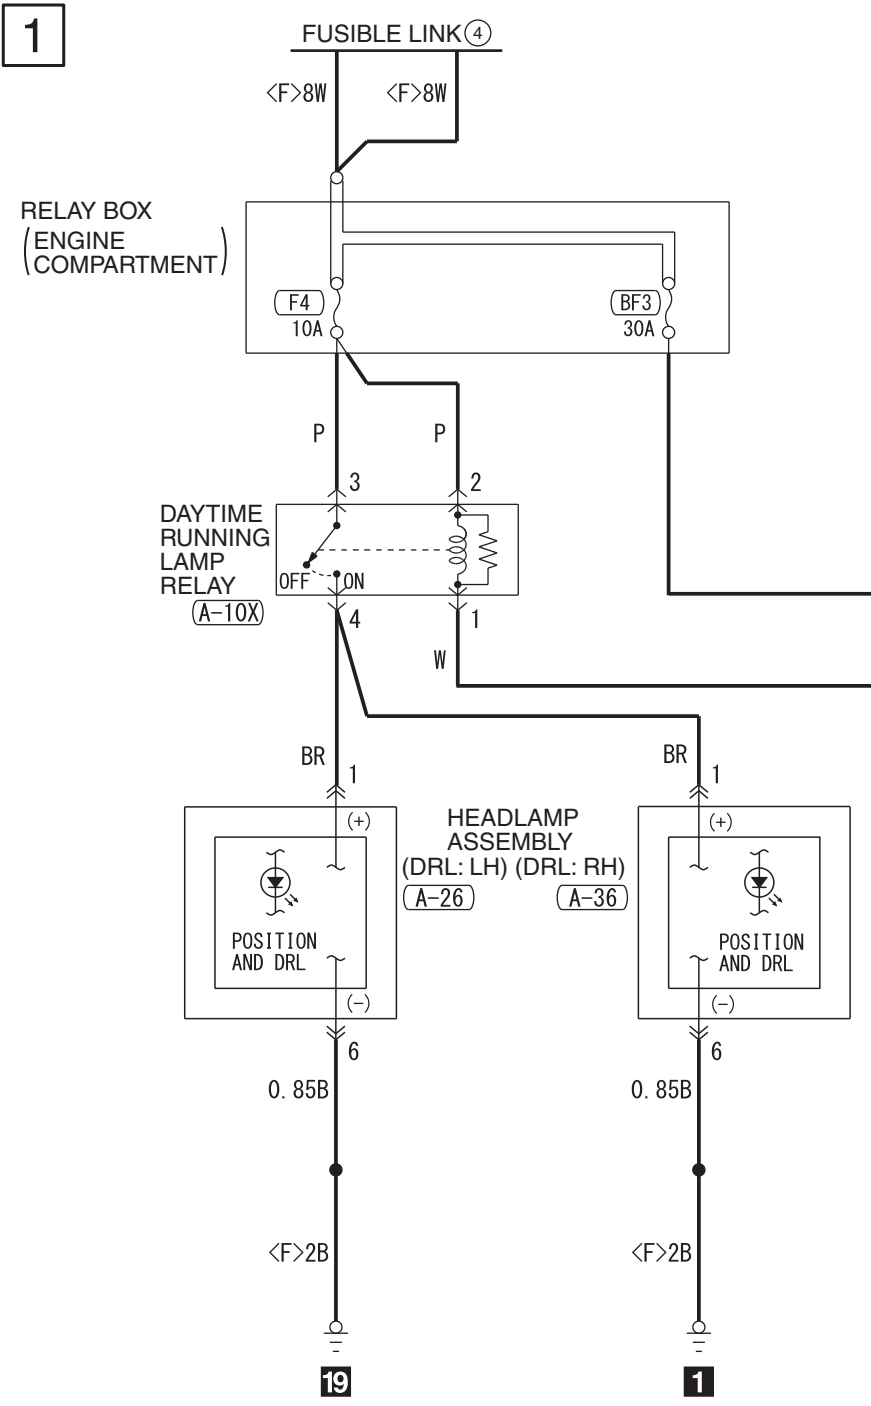 1
FUSIBLE LINK ④
<F>8W <F>8W
RELAY BOX
(ENGINE
COMPARTMENT)
F4 BF3
10A 30A
P P
3 2
DAYTIME
RUNNING
LAMP
RELAY
OFF ON
A-10X
4 1
W
BR BR
1 1
HEADLAMP
ASSEMBLY
(DRL: LH) (DRL: RH)
A-26 A-36
(+) (+)
POSITION
AND DRL
POSITION
AND DRL
(-) (-)
6 6
0.85B 0.85B
<F>2B <F>2B
19 1